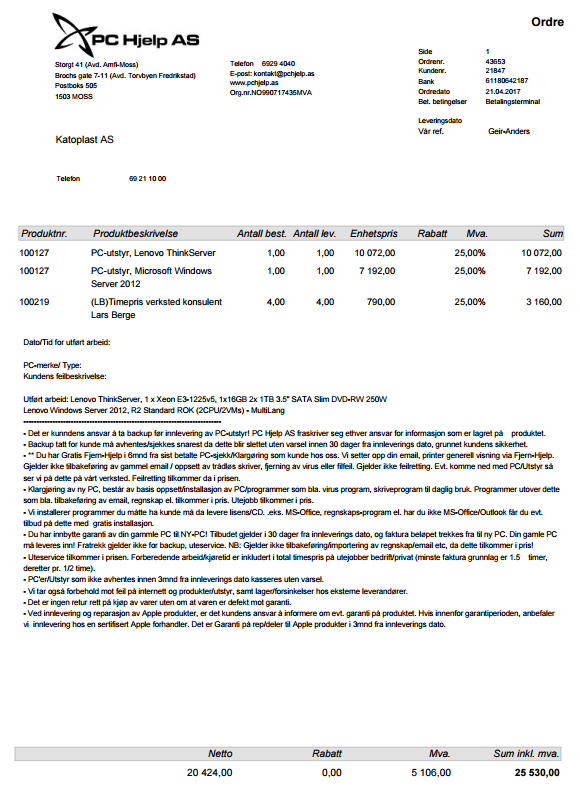 Ordre
PC Hjelp AS
Storgt 41 (Avd. Amfi-Moss)
Brochs gate 7-11 (Avd. Torvbyen Fredrikstad)
Postboks 505
1503 MOSS
Telefon 6929 4040
E-post: kontakt@pchjelp.as
www.pchjelp.as
Org.nr.NO990717435MVA
Side 1
Ordrenr. 43653
Kundenr. 21847
Bank 61180642187
Ordredato 21.04.2017
Bet. betingelser Betalingsterminal
Leveringsdato
Vår ref. Geir-Anders
Katoplast AS
Telefon 69 21 10 00
Produktnr. Produktbeskrivelse Antall best. Antall lev. Enhetspris Rabatt Mva. Sum
100127 PC-utstyr, Lenovo ThinkServer 1,00 1,00 10 072,00 25,00% 10 072,00
100127 PC-utstyr, Microsoft Windows 1,00 1,00 7 192,00 25,00% 7 192,00
Server 2012
100219 (LB)Timepris verksted konsulent 4,00 4,00 790,00 25,00% 3 160,00
Lars Berge
Dato/Tid for utført arbeid:
PC-merke/ Type:
Kundens feilbeskrivelse:
Utført arbeid: Lenovo ThinkServer, 1 x Xeon E3-1225v5, 1x16GB 2x 1TB 3.5" SATA Slim DVD-RW 250W
Lenovo Windows Server 2012, R2 Standard ROK (2CPU/2VMs) - MultiLang
------------------------------------------------------------------------
- Det er kunndens ansvar å ta backup før innlevering av PC-utstyr! PC Hjelp AS fraskriver seg ethver ansvar for informasjon som er lagret på produktet.
- Backup tatt for kunde må avhentes/sjekkes snarest da dette blir slettet uten varsel innen 30 dager fra innleverings dato, grunnet kundens sikkerhet.
- ** Du har Gratis Fjern-Hjelp i 6mnd fra sist betalte PC-sjekk/Klargøring som kunde hos oss. Vi setter opp din email, printer generell visning via Fjern-Hjelp.
Gjelder ikke tilbakeføring av gammel email / oppsett av trådløs skriver, fjerning av virus eller filfeil. Gjelder ikke feilretting. Evt. komme ned med PC/Utstyr så
ser vi på dette på vårt verksted. Feilretting tilkommer da i prisen.
- Klargjøring av ny PC, består av basis oppsett/installasjon av PC/programmer som bla. virus program, skriveprogram til daglig bruk. Programmer utover dette
som bla. tilbakeføring av email, regnskap el. tilkommer i pris. Utejobb tilkommer i pris.
- Vi installerer programmer du måtte ha kunde må da levere lisens/CD. .eks. MS-Office, regnskaps-program el. har du ikke MS-Office/Outlook får du evt.
tilbud på dette med gratis installasjon.
- Du har innbytte garanti av din gammle PC til NY-PC! Tilbudet gjelder i 30 dager fra innleverings dato, og faktura beløpet trekkes fra til ny PC. Din gamle PC
må leveres inn! Fratrekk gjelder ikke for backup, uteservice. NB: Gjelder ikke tilbakeføring/importering av regnskap/email etc, da dette tilkommer i pris!
- Uteservice tilkommer i prisen. Forberedende arbeid/kjøretid er inkludert i total timespris på utejobber bedrift/privat (minste faktura grunnlag er 1.5 timer,
deretter pr. 1/2 time).
- PC'er/Utstyr som ikke avhentes innen 3mnd fra innleverings dato kasseres uten varsel.
- Vi tar også forbehold mot feil på internett og produkter/utstyr, samt lager/forsinkelser hos eksterne leverandører.
- Det er ingen retur rett på kjøp av varer uten om at varen er defekt mot garanti.
- Ved innlevering og reparasjon av Apple produkter, er det kundens ansvar å informere om evt. garanti på produktet. Hvis innenfor garantiperioden, anbefaler
vi innlevering hos en sertifisert Apple forhandler. Det er Garanti på rep/deler til Apple produkter i 3mnd fra innleverings dato.
Netto Rabatt Mva. Sum inkl. mva.
20 424,00 0,00 5 106,00 25 530,00